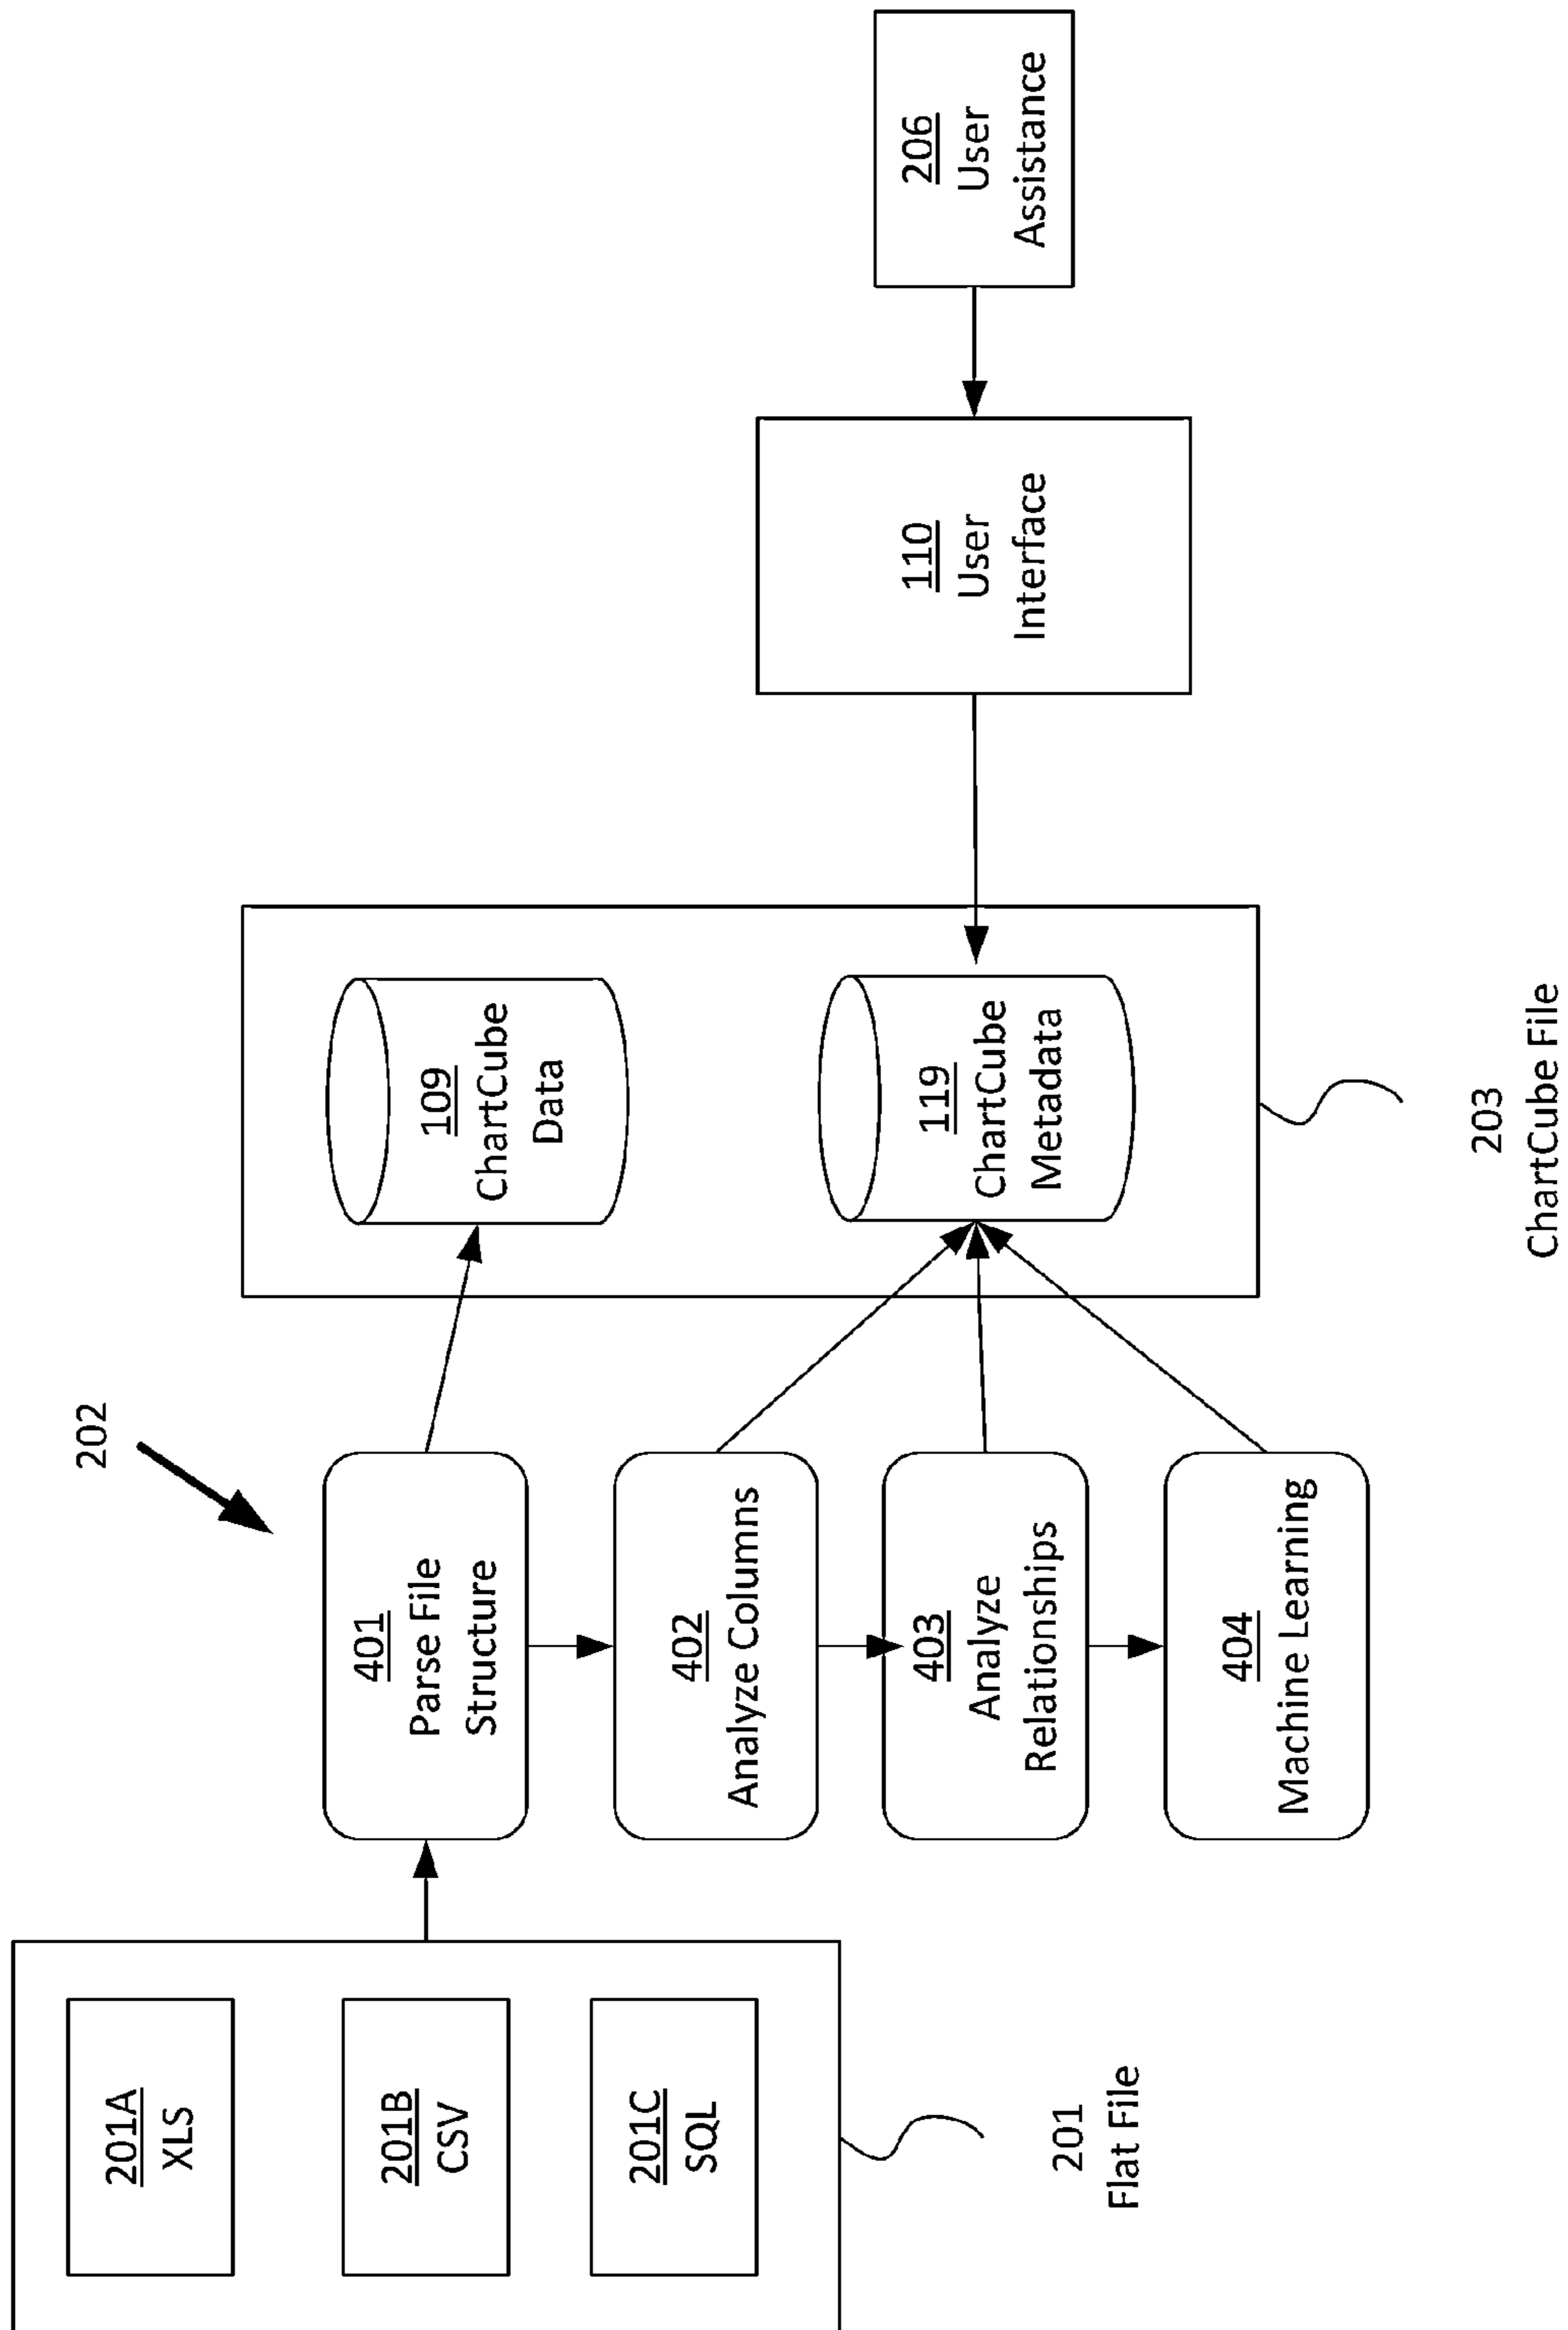 201A
XLS
201B
CSV
201C
SQL
201
Flat File
202
401
Parse File
Structure
402
Analyze Columns
403
Analyze
Relationships
404
Machine Learning
109
ChartCube
Data
119
ChartCube
Metadata
203
ChartCube File
110
User
Interface
206
User
Assistance